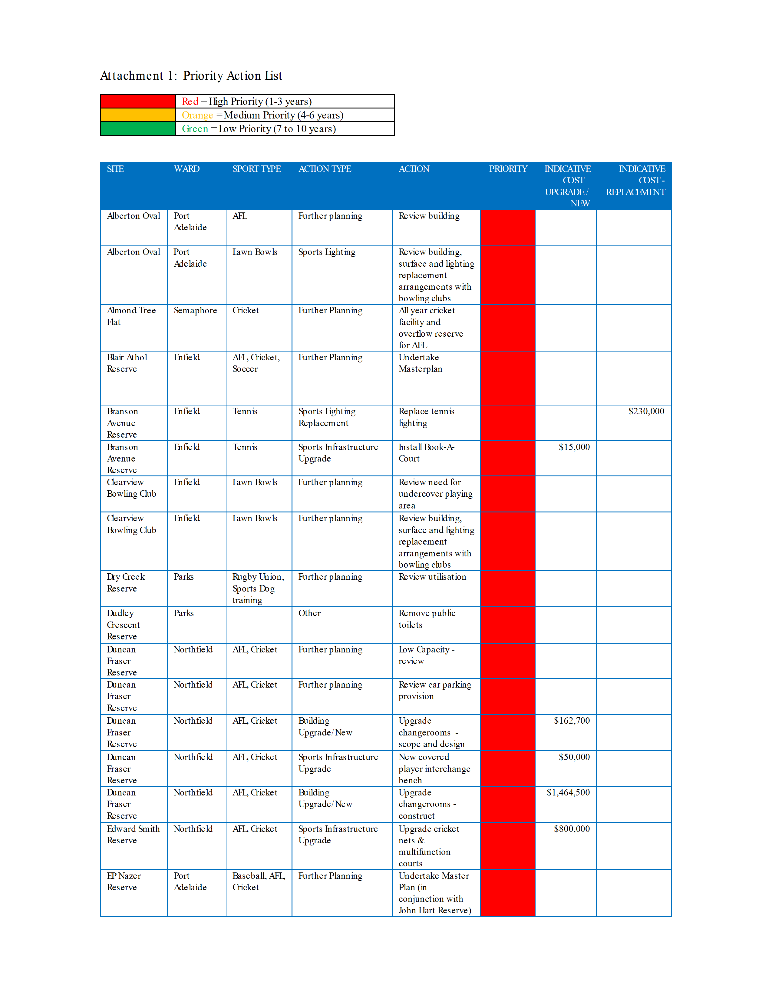 Attachment 1: Priority Action List
Red = High Priority (1-3 years)
Orange = Medium Priority (4-6 years)
Green = Low Priority (7 to 10 years)
SITE WARD SPORT TYPE ACTION TYPE ACTION PRIORITY INDICATIVE INDICATIVE
COST – COST -
UPGRADE / REPLACEMENT
NEW
Alberton Oval Port AFL Further planning Review building
Adelaide
Alberton Oval Port Lawn Bowls Sports Lighting Review building,
Adelaide surface and lighting
replacement
arrangements with
bowling clubs
Almond Tree Semaphore Cricket Further Planning All year cricket
Flat facility and
overflow reserve
for AFL
Blair Athol Enfield AFL, Cricket, Further Planning Undertake
Reserve Soccer Masterplan
Branson Enfield Tennis Sports Lighting Replace tennis $230,000
Avenue Replacement lighting
Reserve
Branson Enfield Tennis Sports Infrastructure Install Book-A- $15,000
Avenue Upgrade Court
Reserve
Clearview Enfield Lawn Bowls Further planning Review need for
Bowling Club undercover playing
area
Clearview Enfield Lawn Bowls Further planning Review building,
Bowling Club surface and lighting
replacement
arrangements with
bowling clubs
Dry Creek Parks Rugby Union, Further planning Review utilisation
Reserve Sports Dog
training
Dudley Parks Other Remove public
Crescent toilets
Reserve
Duncan Northfield AFL, Cricket Further planning Low Capacity -
Fraser review
Reserve
Duncan Northfield AFL, Cricket Further planning Review car parking
Fraser provision
Reserve
Duncan Northfield AFL, Cricket Building Upgrade $162,700
Fraser Upgrade/New changerooms -
Reserve scope and design
Duncan Northfield AFL, Cricket Sports Infrastructure New covered $50,000
Fraser Upgrade player interchange
Reserve bench
Duncan Northfield AFL, Cricket Building Upgrade $1,464,500
Fraser Upgrade/New changerooms -
Reserve construct
Edward Smith Northfield AFL, Cricket Sports Infrastructure Upgrade cricket $800,000
Reserve Upgrade nets &
multifunction
courts
EP Nazer Port Baseball, AFL, Further Planning Undertake Master
Reserve Adelaide Cricket Plan (in
conjunction with
John Hart Reserve)